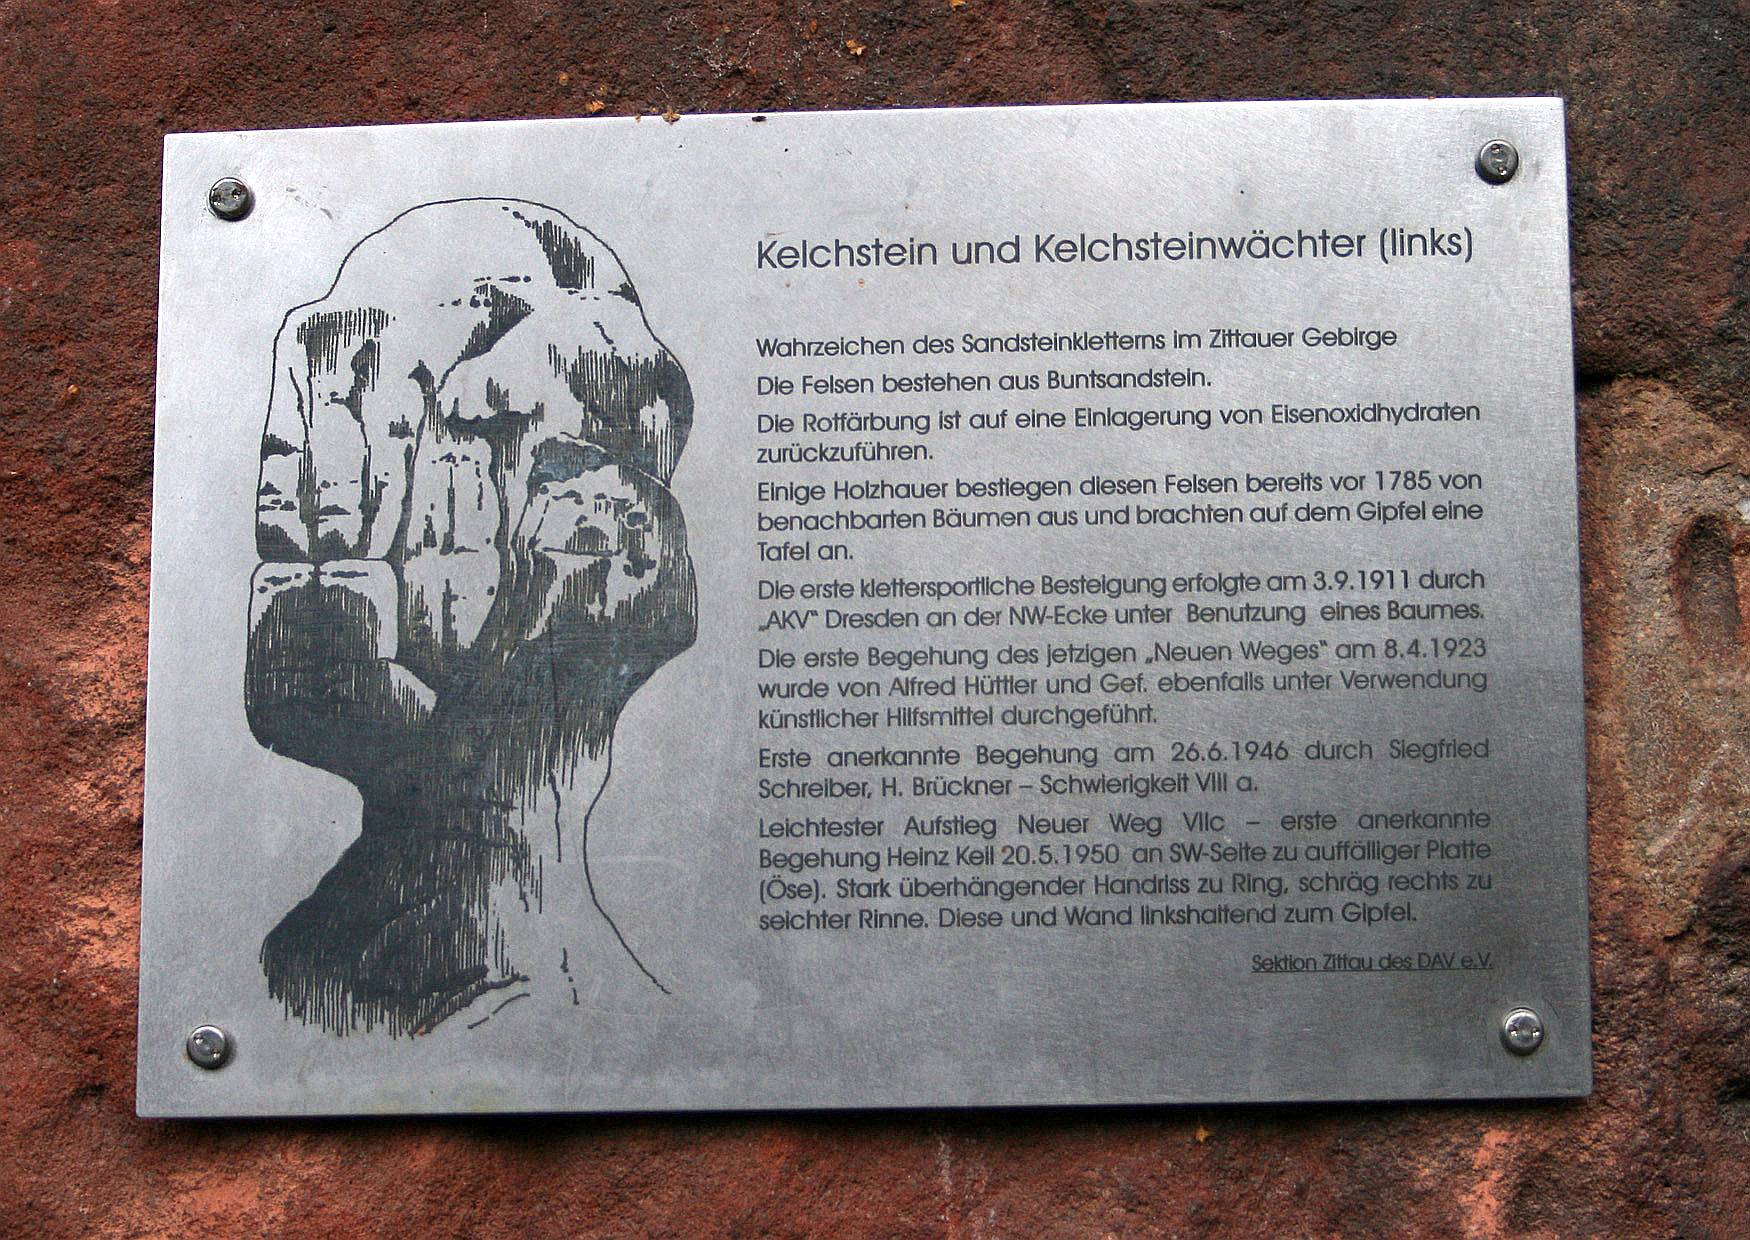 Kelchstein und Kelchsteinwächter (links)
Wahrzeichen des Sandsteinkletterns im Zittauer Gebirge
Die Felsen bestehen aus Buntsandstein.
Die Rotfärbung ist auf eine Einlagerung von Eisenoxidhydraten
zurückzuführen.
Einige Holzhauer bestiegen diesen Felsen bereits vor 1785 von
benachbarten Bäumen aus und brachten auf dem Gipfel eine
Tafel an.
Die erste klettersportliche Besteigung erfolgte am 3.9.1911 durch
„AKV“ Dresden an der NW-Ecke unter Benutzung eines Baumes.
Die erste Begehung des jetzigen „Neuen Weges“ am 8.4.1923
wurde von Alfred Hüttler und Gef. ebenfalls unter Verwendung
künstlicher Hilfsmittel durchgeführt.
Erste anerkannte Begehung am 26.6.1946 durch Siegfried
Schreiber, H. Brückner – Schwierigkeit VIII a.
Leichtester Aufstieg Neuer Weg VIIc – erste anerkannte
Begehung Heinz Keil 20.5.1950 an SW-Seite zu auffälliger Platte
(Öse). Stark überhängender Handriss zu Ring, schräg rechts zu
seichter Rinne. Diese und Wand linkshaltend zum Gipfel.
Sektion Zittau des DAV e.V.